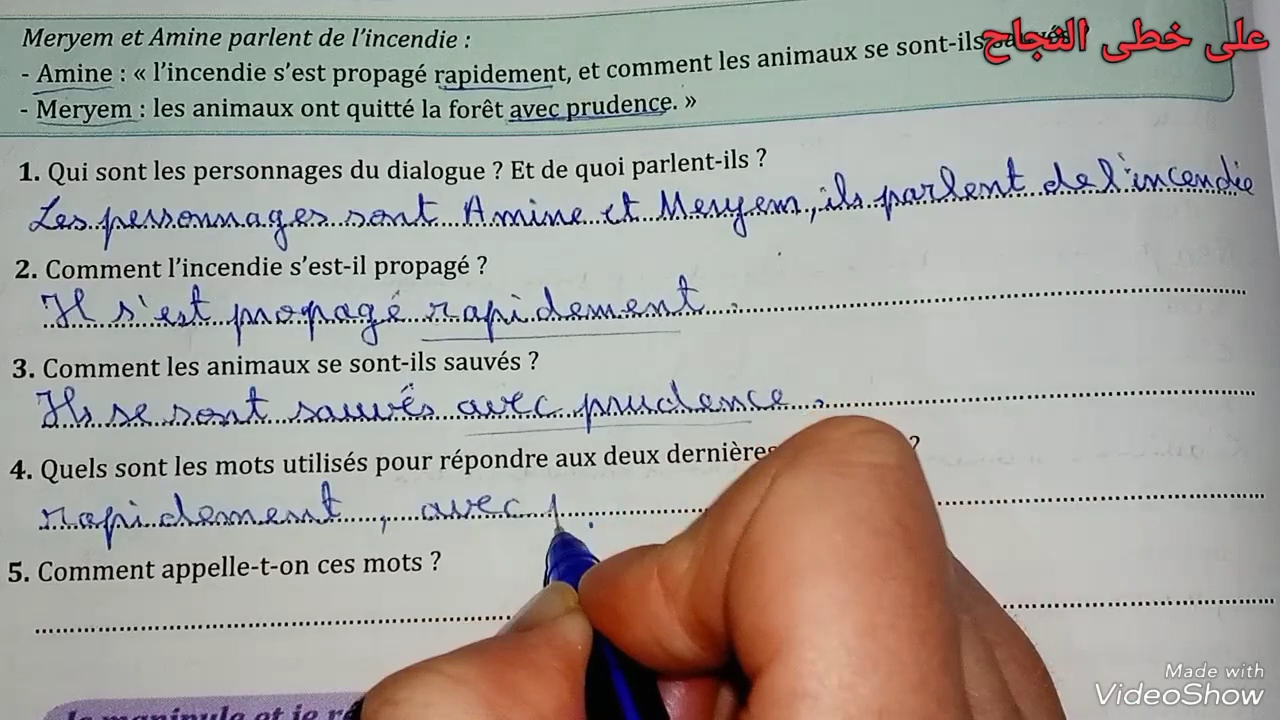 على خطى النجاح
Meryem et Amine parlent de l'incendie :
- Amine : « l'incendie s'est propagé rapidement, et comment les animaux se sont-ils
- Meryem : les animaux ont quitté la forêt avec prudence. »
1. Qui sont les personnages du dialogue ? Et de quoi parlent-ils ?
Les personnages sont Amine et Meryem, ils parlent de l'incendie
2. Comment l'incendie s'est-il propagé ?
Il s'est propagé rapidement.
3. Comment les animaux se sont-ils sauvés ?
Ils se sont sauvés avec prudence.
4. Quels sont les mots utilisés pour répondre aux deux dernières ?
rapidement, avec
5. Comment appelle-t-on ces mots ?
Je manipule et je
Made with
VideoShow